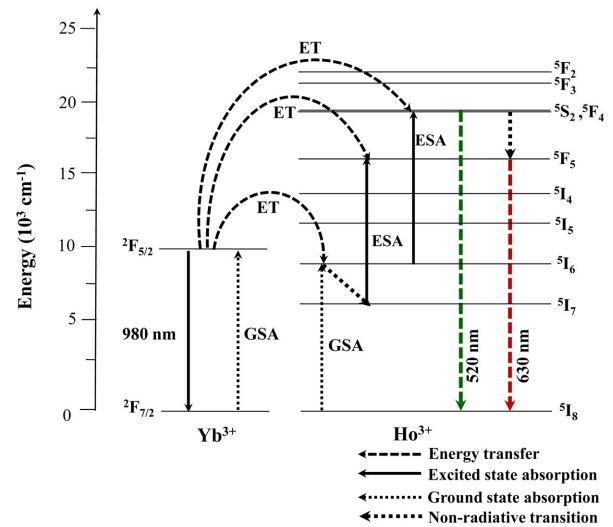 Energy (10³ cm⁻¹)
25
20
15
10
5
0
ET
ET
ET
⁵F₂
⁵F₃
⁵S₂ ,⁵F₄
ESA
⁵F₅
⁵I₄
⁵I₅
²F₅/₂
ESA
⁵I₆
⁵I₇
980 nm
GSA
GSA
520 nm
630 nm
²F₇/₂
⁵I₈
Yb³⁺
Ho³⁺
Energy transfer
Excited state absorption
Ground state absorption
Non-radiative transition